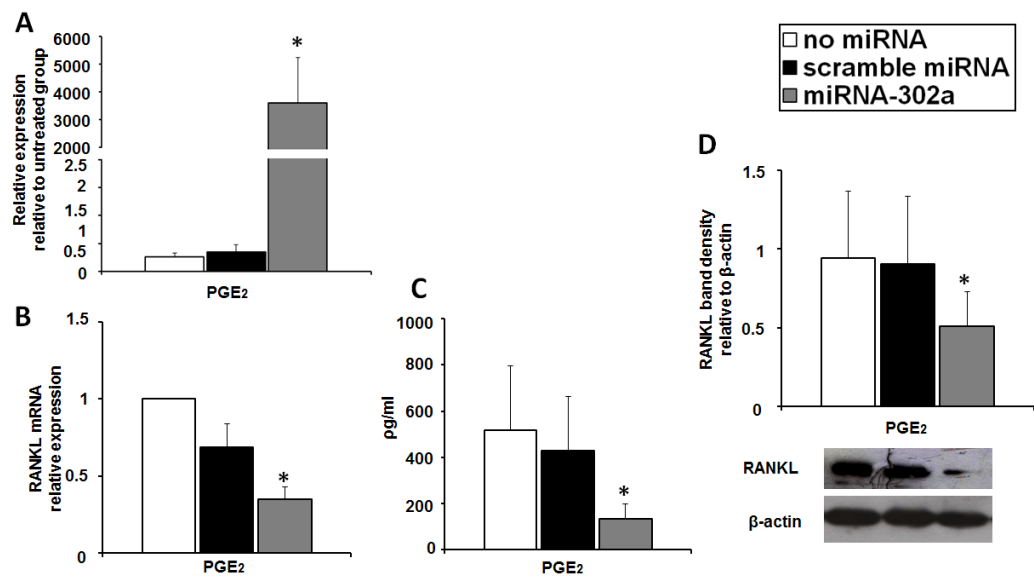 A
Relative expression
relative to untreated group
6000
5000
4000
3000
2000
2.5
2
1.5
1
0.5
0
*
PGE2
no miRNA
scramble miRNA
miRNA-302a
B
RANKL mRNA
relative expression
1.5
1
0.5
0
*
PGE2
C
ρg/ml
1000
800
600
400
200
0
*
PGE2
D
RANKL band density
relative to β-actin
1.5
1
0.5
0
*
PGE2
RANKL
β-actin